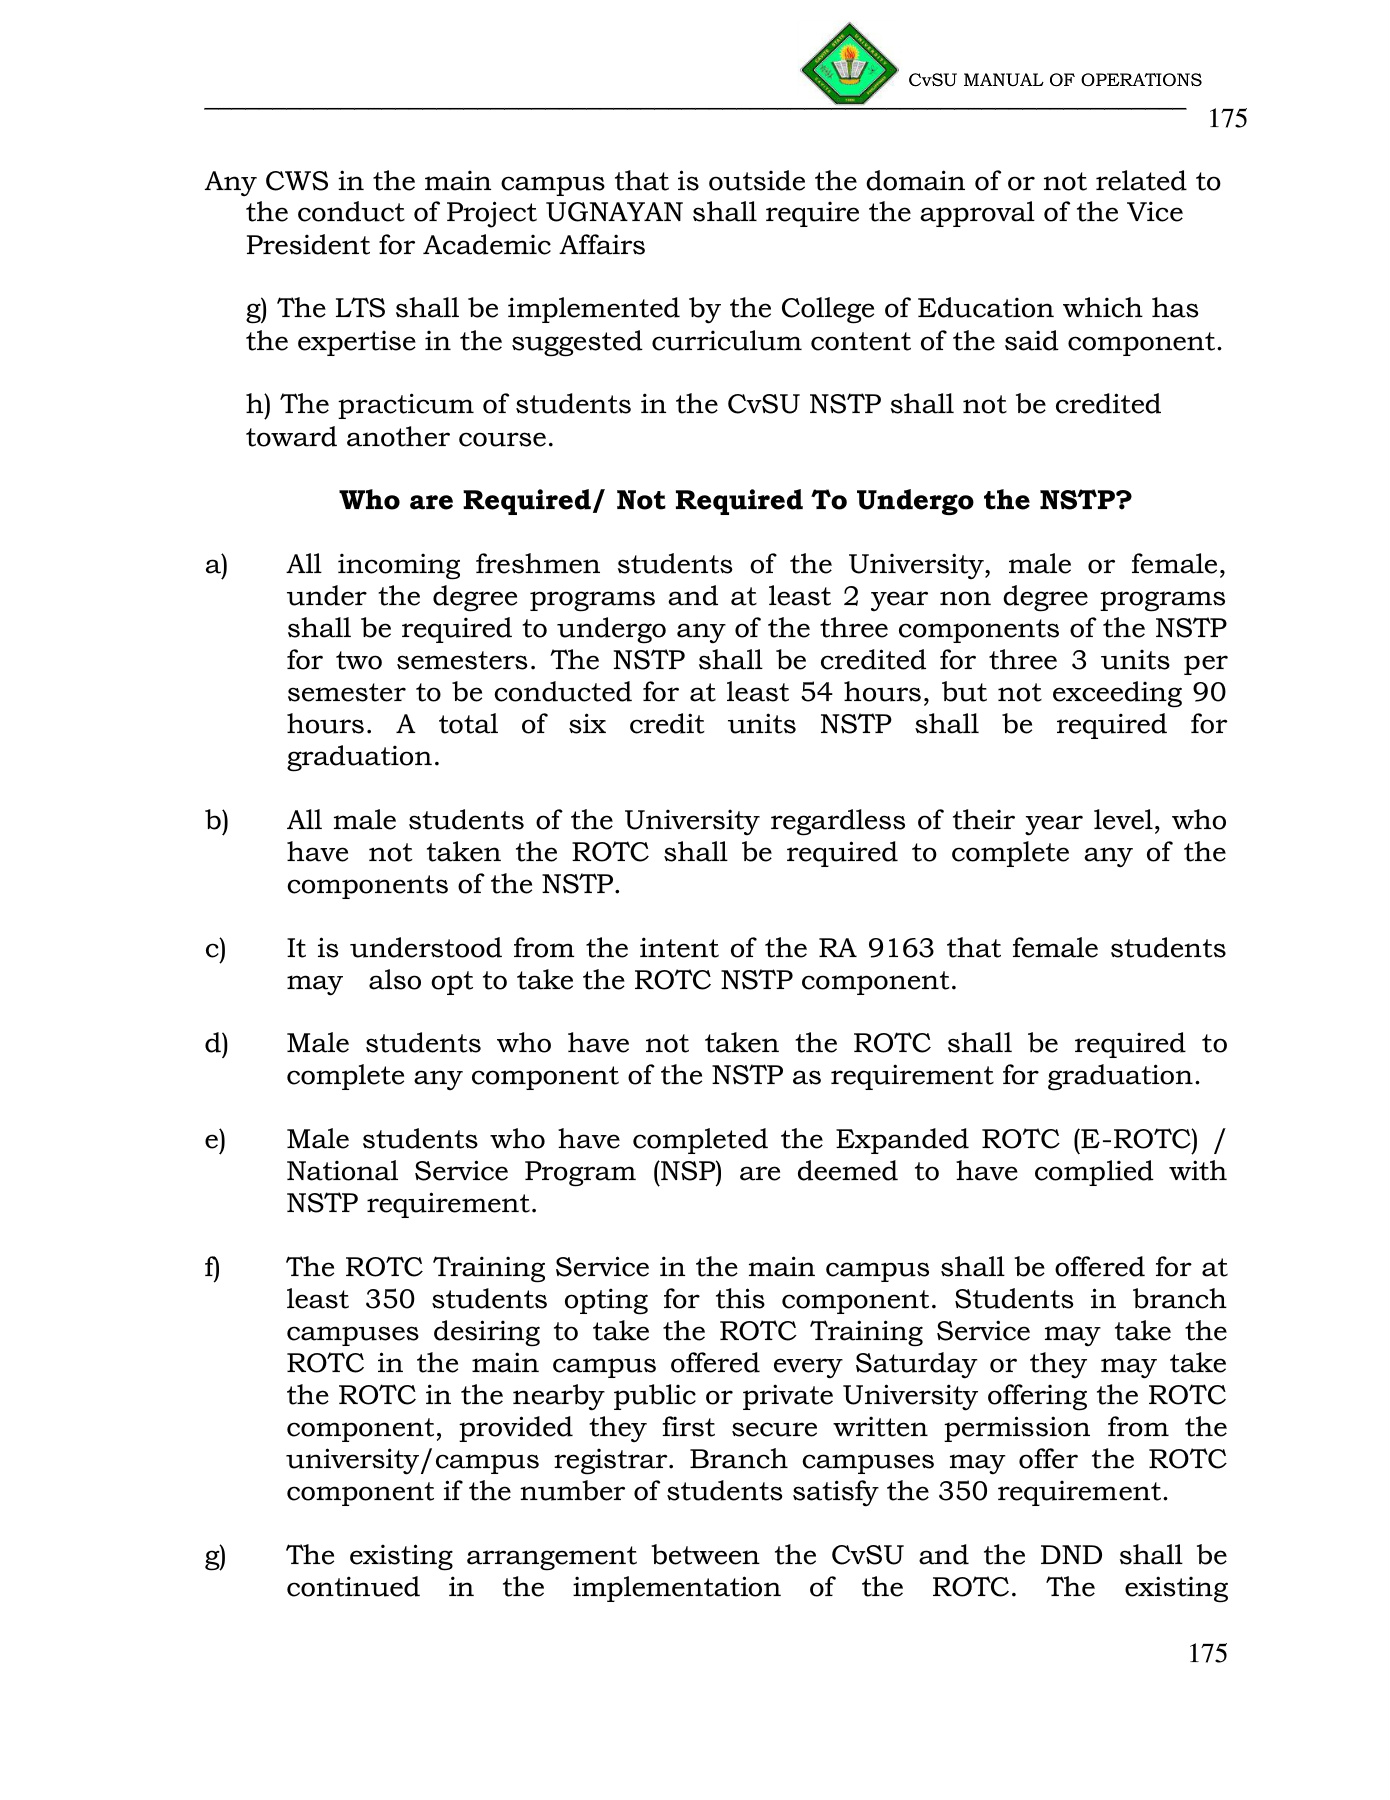 CvSU MANUAL OF OPERATIONS
175
Any CWS in the main campus that is outside the domain of or not related to
the conduct of Project UGNAYAN shall require the approval of the Vice
President for Academic Affairs
g) The LTS shall be implemented by the College of Education which has
the expertise in the suggested curriculum content of the said component.
h) The practicum of students in the CvSU NSTP shall not be credited
toward another course.
Who are Required/ Not Required To Undergo the NSTP?
a) All incoming freshmen students of the University, male or female,
under the degree programs and at least 2 year non degree programs
shall be required to undergo any of the three components of the NSTP
for two semesters. The NSTP shall be credited for three 3 units per
semester to be conducted for at least 54 hours, but not exceeding 90
hours. A total of six credit units NSTP shall be required for
graduation.
b) All male students of the University regardless of their year level, who
have not taken the ROTC shall be required to complete any of the
components of the NSTP.
c) It is understood from the intent of the RA 9163 that female students
may also opt to take the ROTC NSTP component.
d) Male students who have not taken the ROTC shall be required to
complete any component of the NSTP as requirement for graduation.
e) Male students who have completed the Expanded ROTC (E-ROTC) /
National Service Program (NSP) are deemed to have complied with
NSTP requirement.
f) The ROTC Training Service in the main campus shall be offered for at
least 350 students opting for this component. Students in branch
campuses desiring to take the ROTC Training Service may take the
ROTC in the main campus offered every Saturday or they may take
the ROTC in the nearby public or private University offering the ROTC
component, provided they first secure written permission from the
university/campus registrar. Branch campuses may offer the ROTC
component if the number of students satisfy the 350 requirement.
g) The existing arrangement between the CvSU and the DND shall be
continued in the implementation of the ROTC. The existing
175